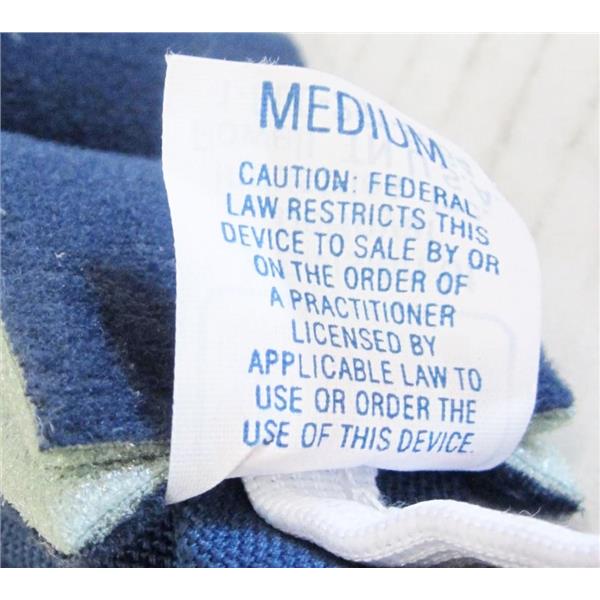 MEDIUM
CAUTION: FEDERAL
LAW RESTRICTS THIS
DEVICE TO SALE BY OR
ON THE ORDER OF
A PRACTITIONER
LICENSED BY
APPLICABLE LAW TO
USE OR ORDER THE
USE OF THIS DEVICE.